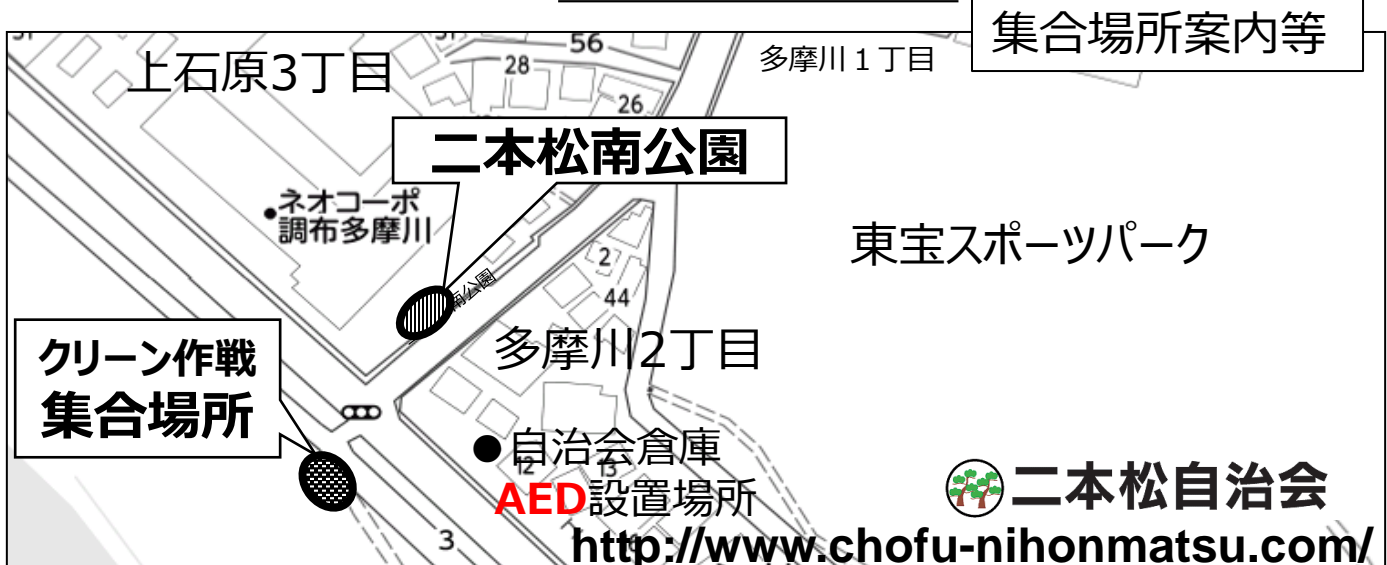 集合場所案内等
上石原3丁目
56
28
26
多摩川１丁目
二本松南公園
ネオコーポ
調布多摩川
東宝スポーツパーク
南公園
2
44
多摩川2丁目
クリーン作戦
集合場所
●自治会倉庫
12
13
AED設置場所
3
二本松自治会
http://www.chofu-nihonmatsu.com/